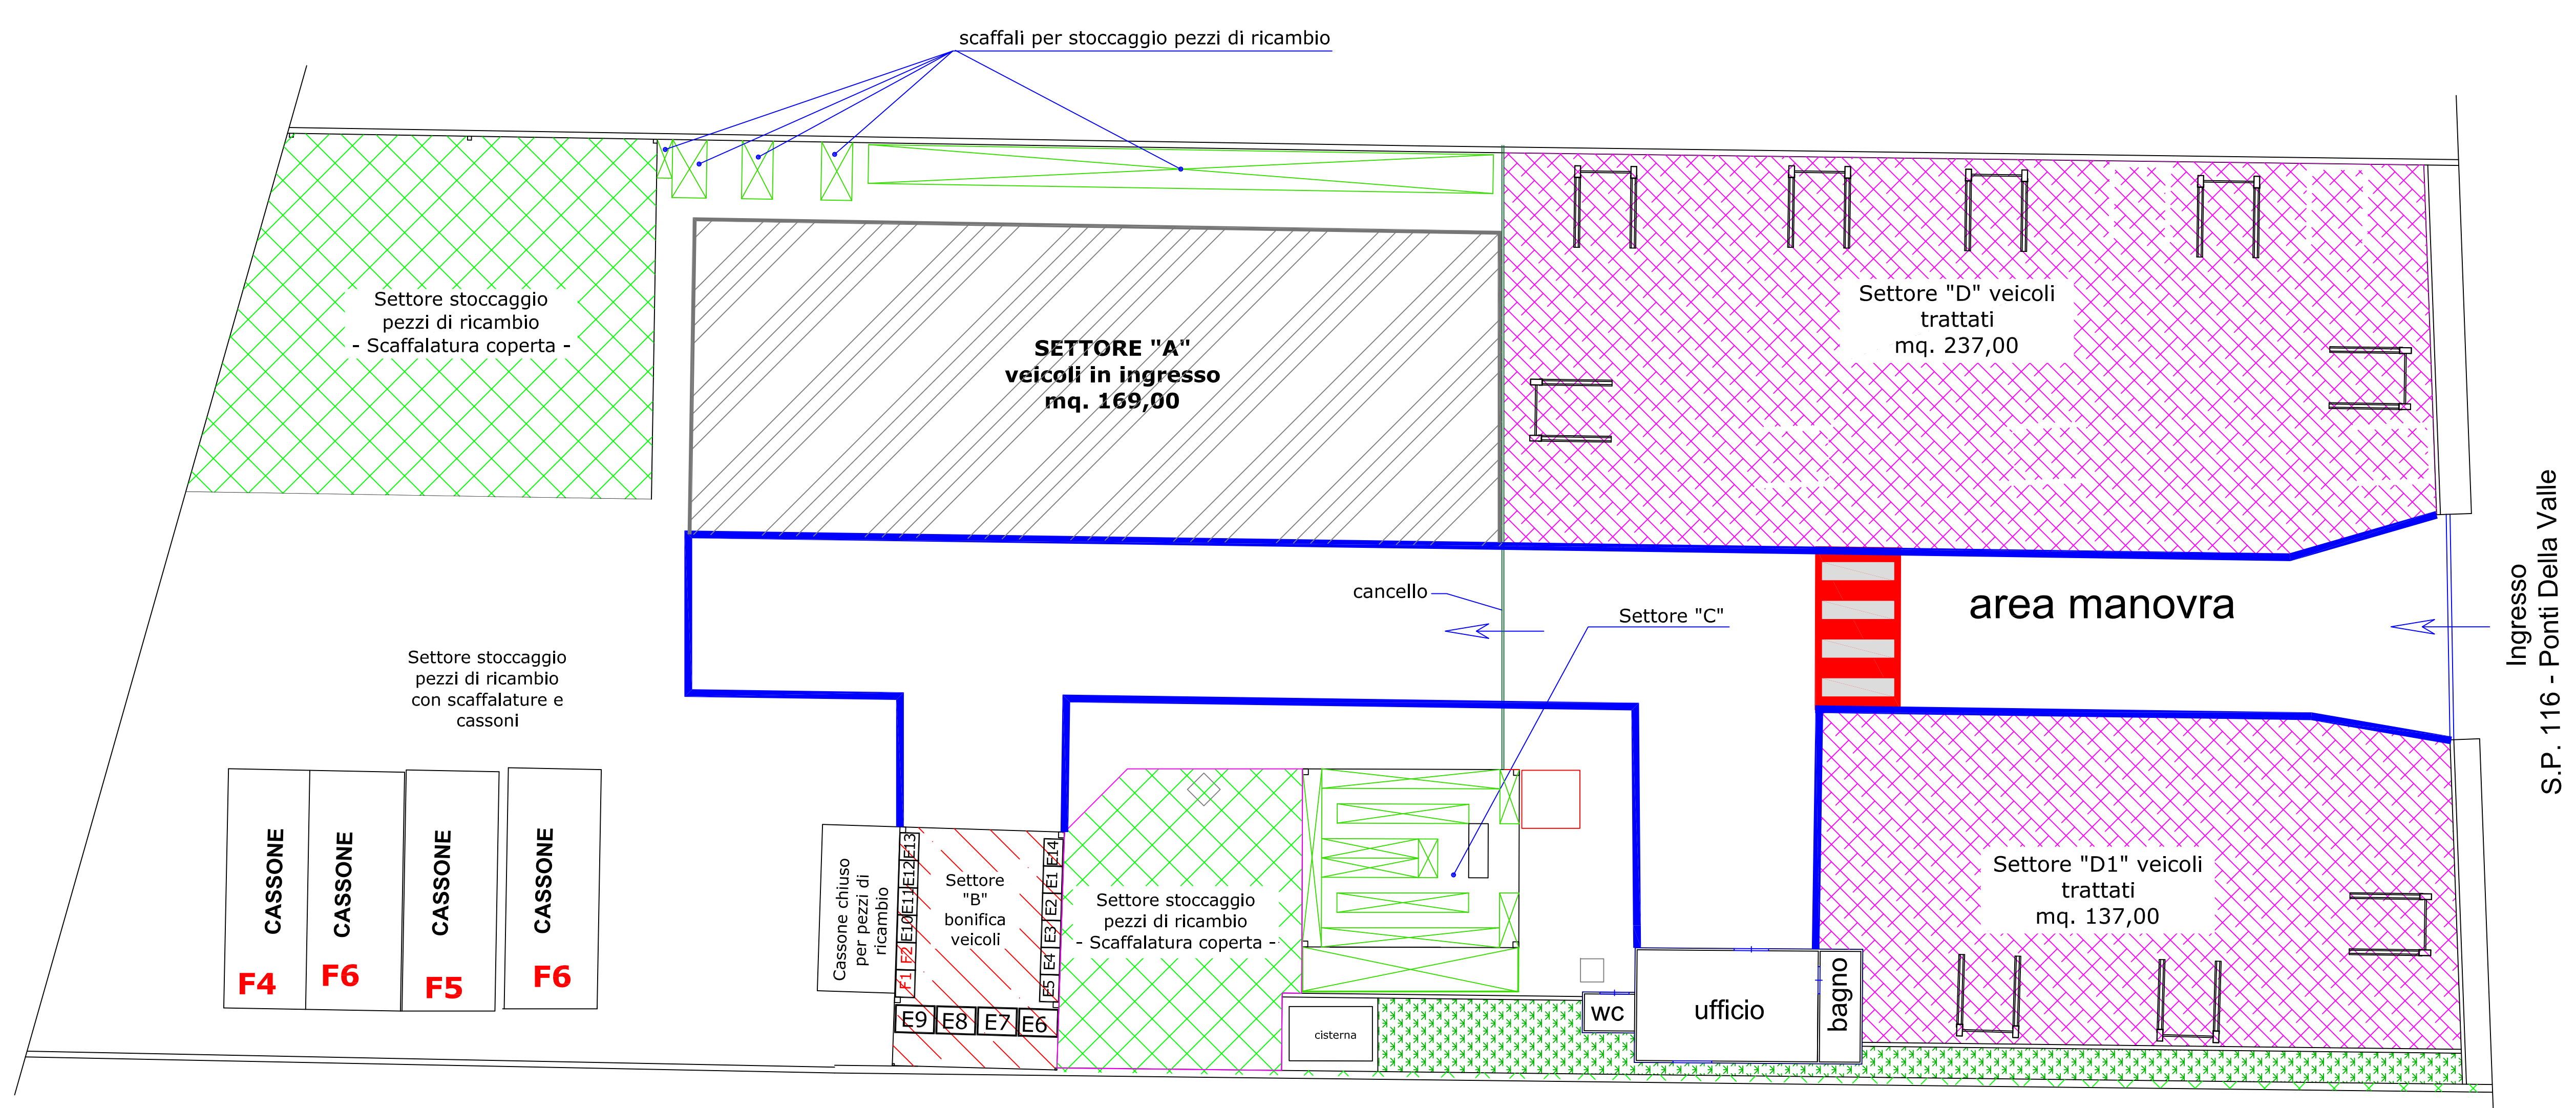 scaffali per stoccaggio pezzi di ricambio
Settore stoccaggio
pezzi di ricambio
- Scaffalatura coperta -
SETTORE "A"
veicoli in ingresso
mq. 169,00
Settore "D" veicoli
trattati
mq. 237,00
cancello
Settore "C"
area manovra
Ingresso
S.P. 116 - Ponti Della Valle
Settore stoccaggio
pezzi di ricambio
con scaffalature e
cassoni
CASSONE
F4
CASSONE
F6
CASSONE
F5
CASSONE
F6
Cassone chiuso
per pezzi di
ricambio
E13
E12
E11
E10
F2
F1
Settore
"B"
bonifica
veicoli
E14
E1
E2
E3
E4
E5
E9
E8
E7
E6
Settore stoccaggio
pezzi di ricambio
- Scaffalatura coperta -
cisterna
wc
ufficio
bagno
Settore "D1" veicoli
trattati
mq. 137,00